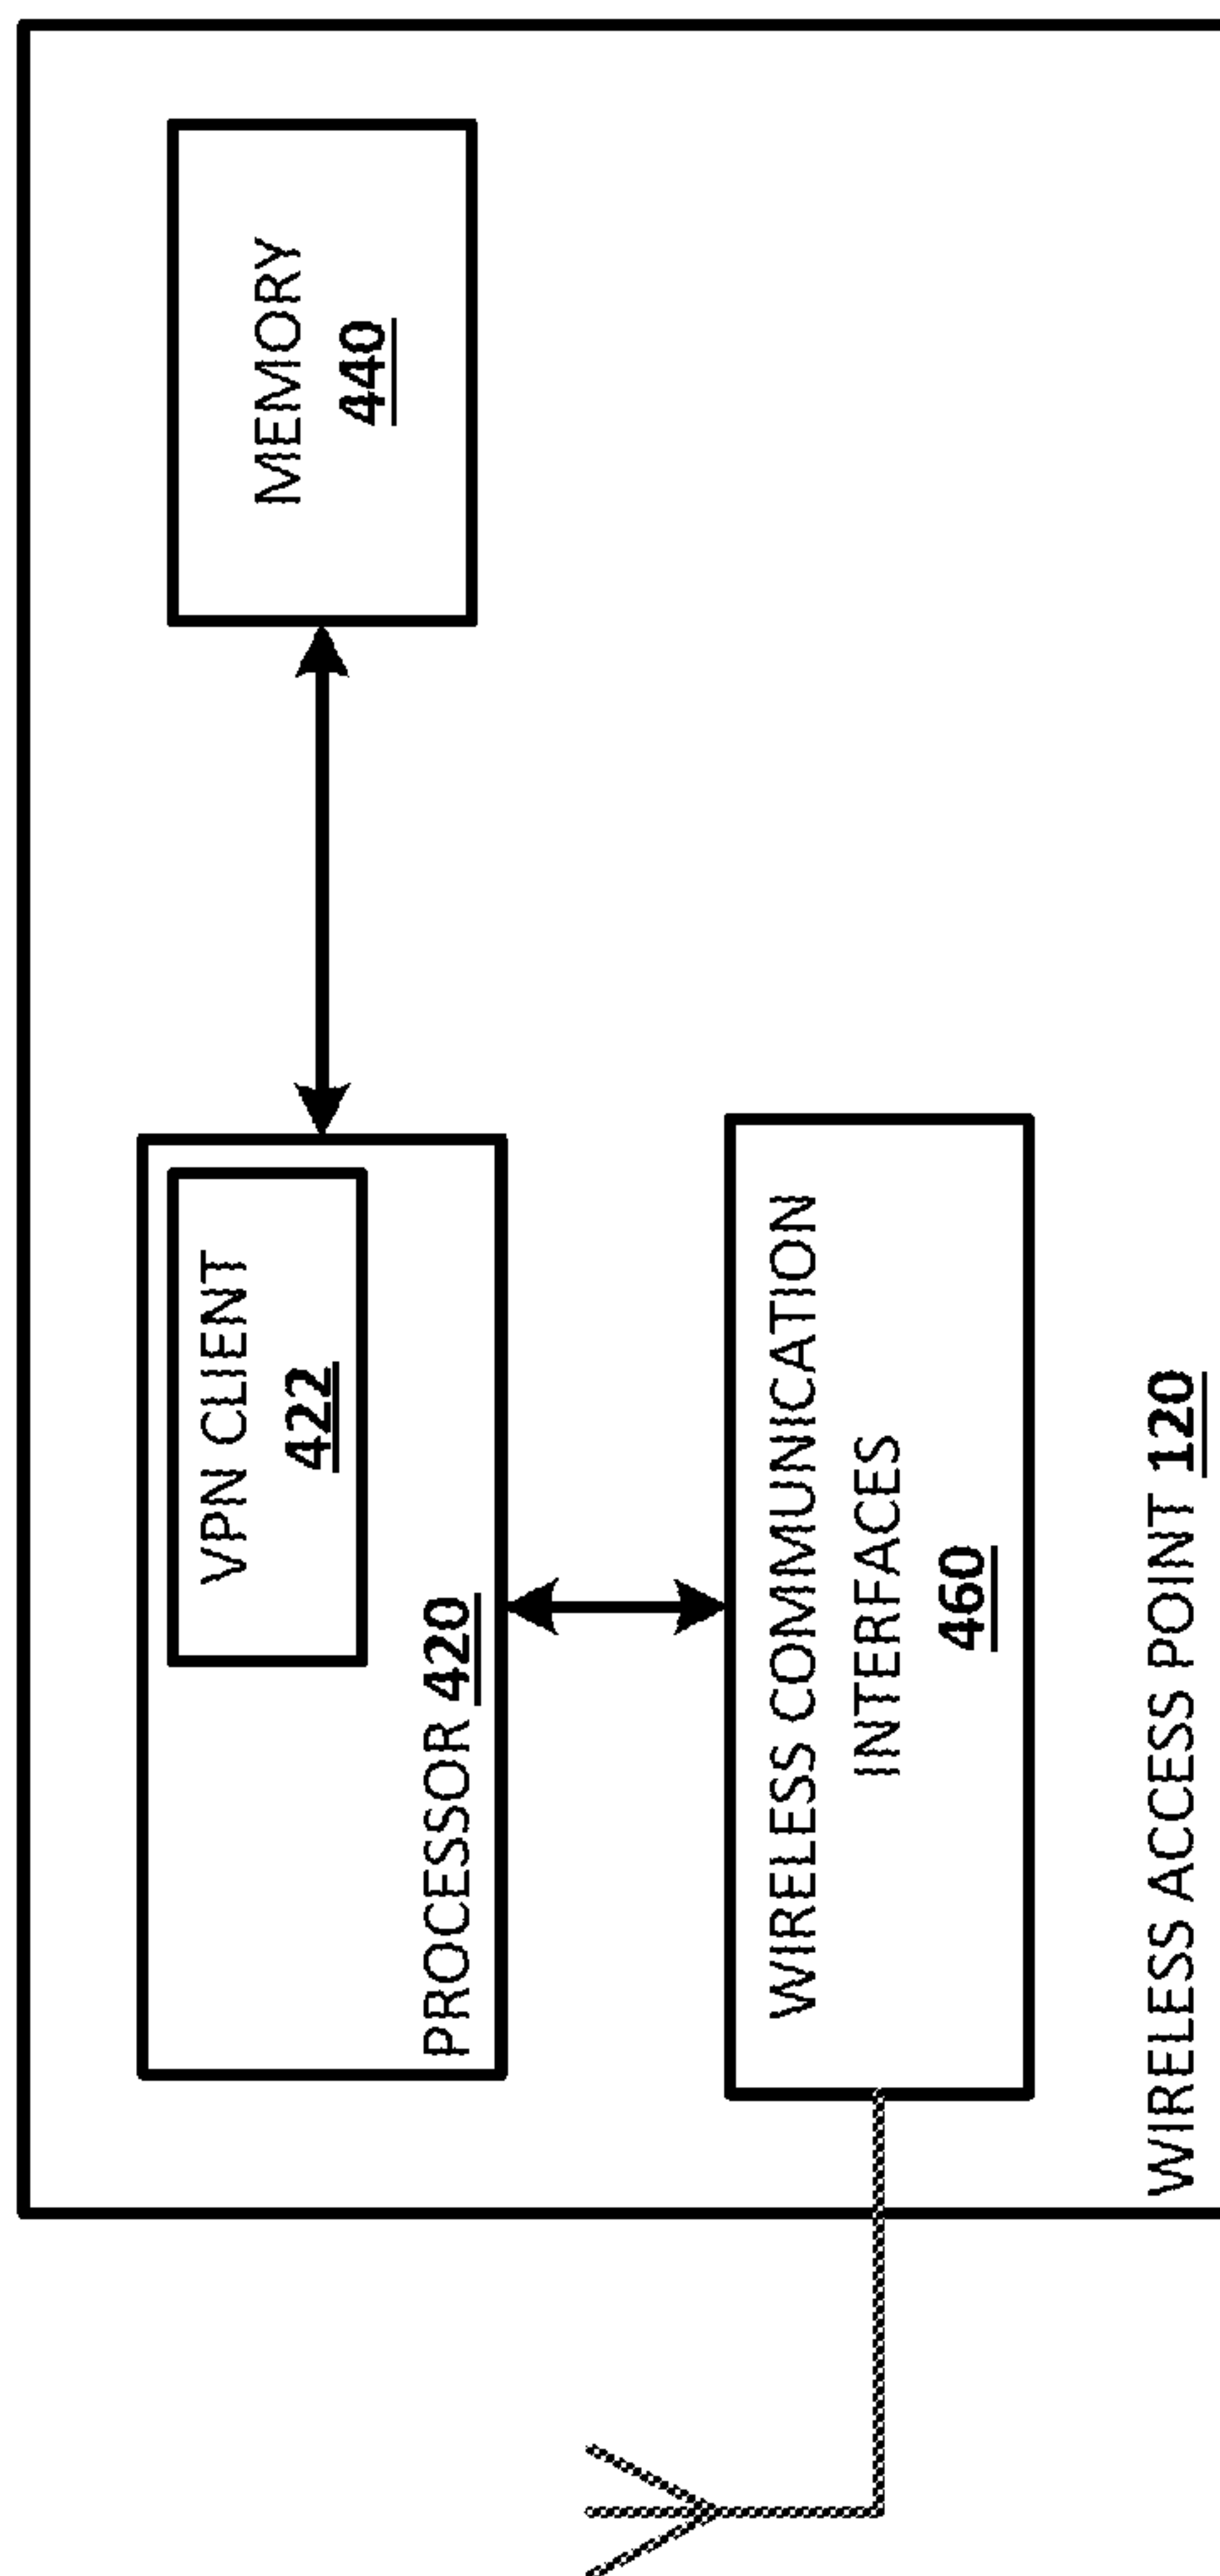 VPN CLIENT
422
PROCESSOR 420
MEMORY
440
WIRELESS COMMUNICATION
INTERFACES
460
WIRELESS ACCESS POINT 120